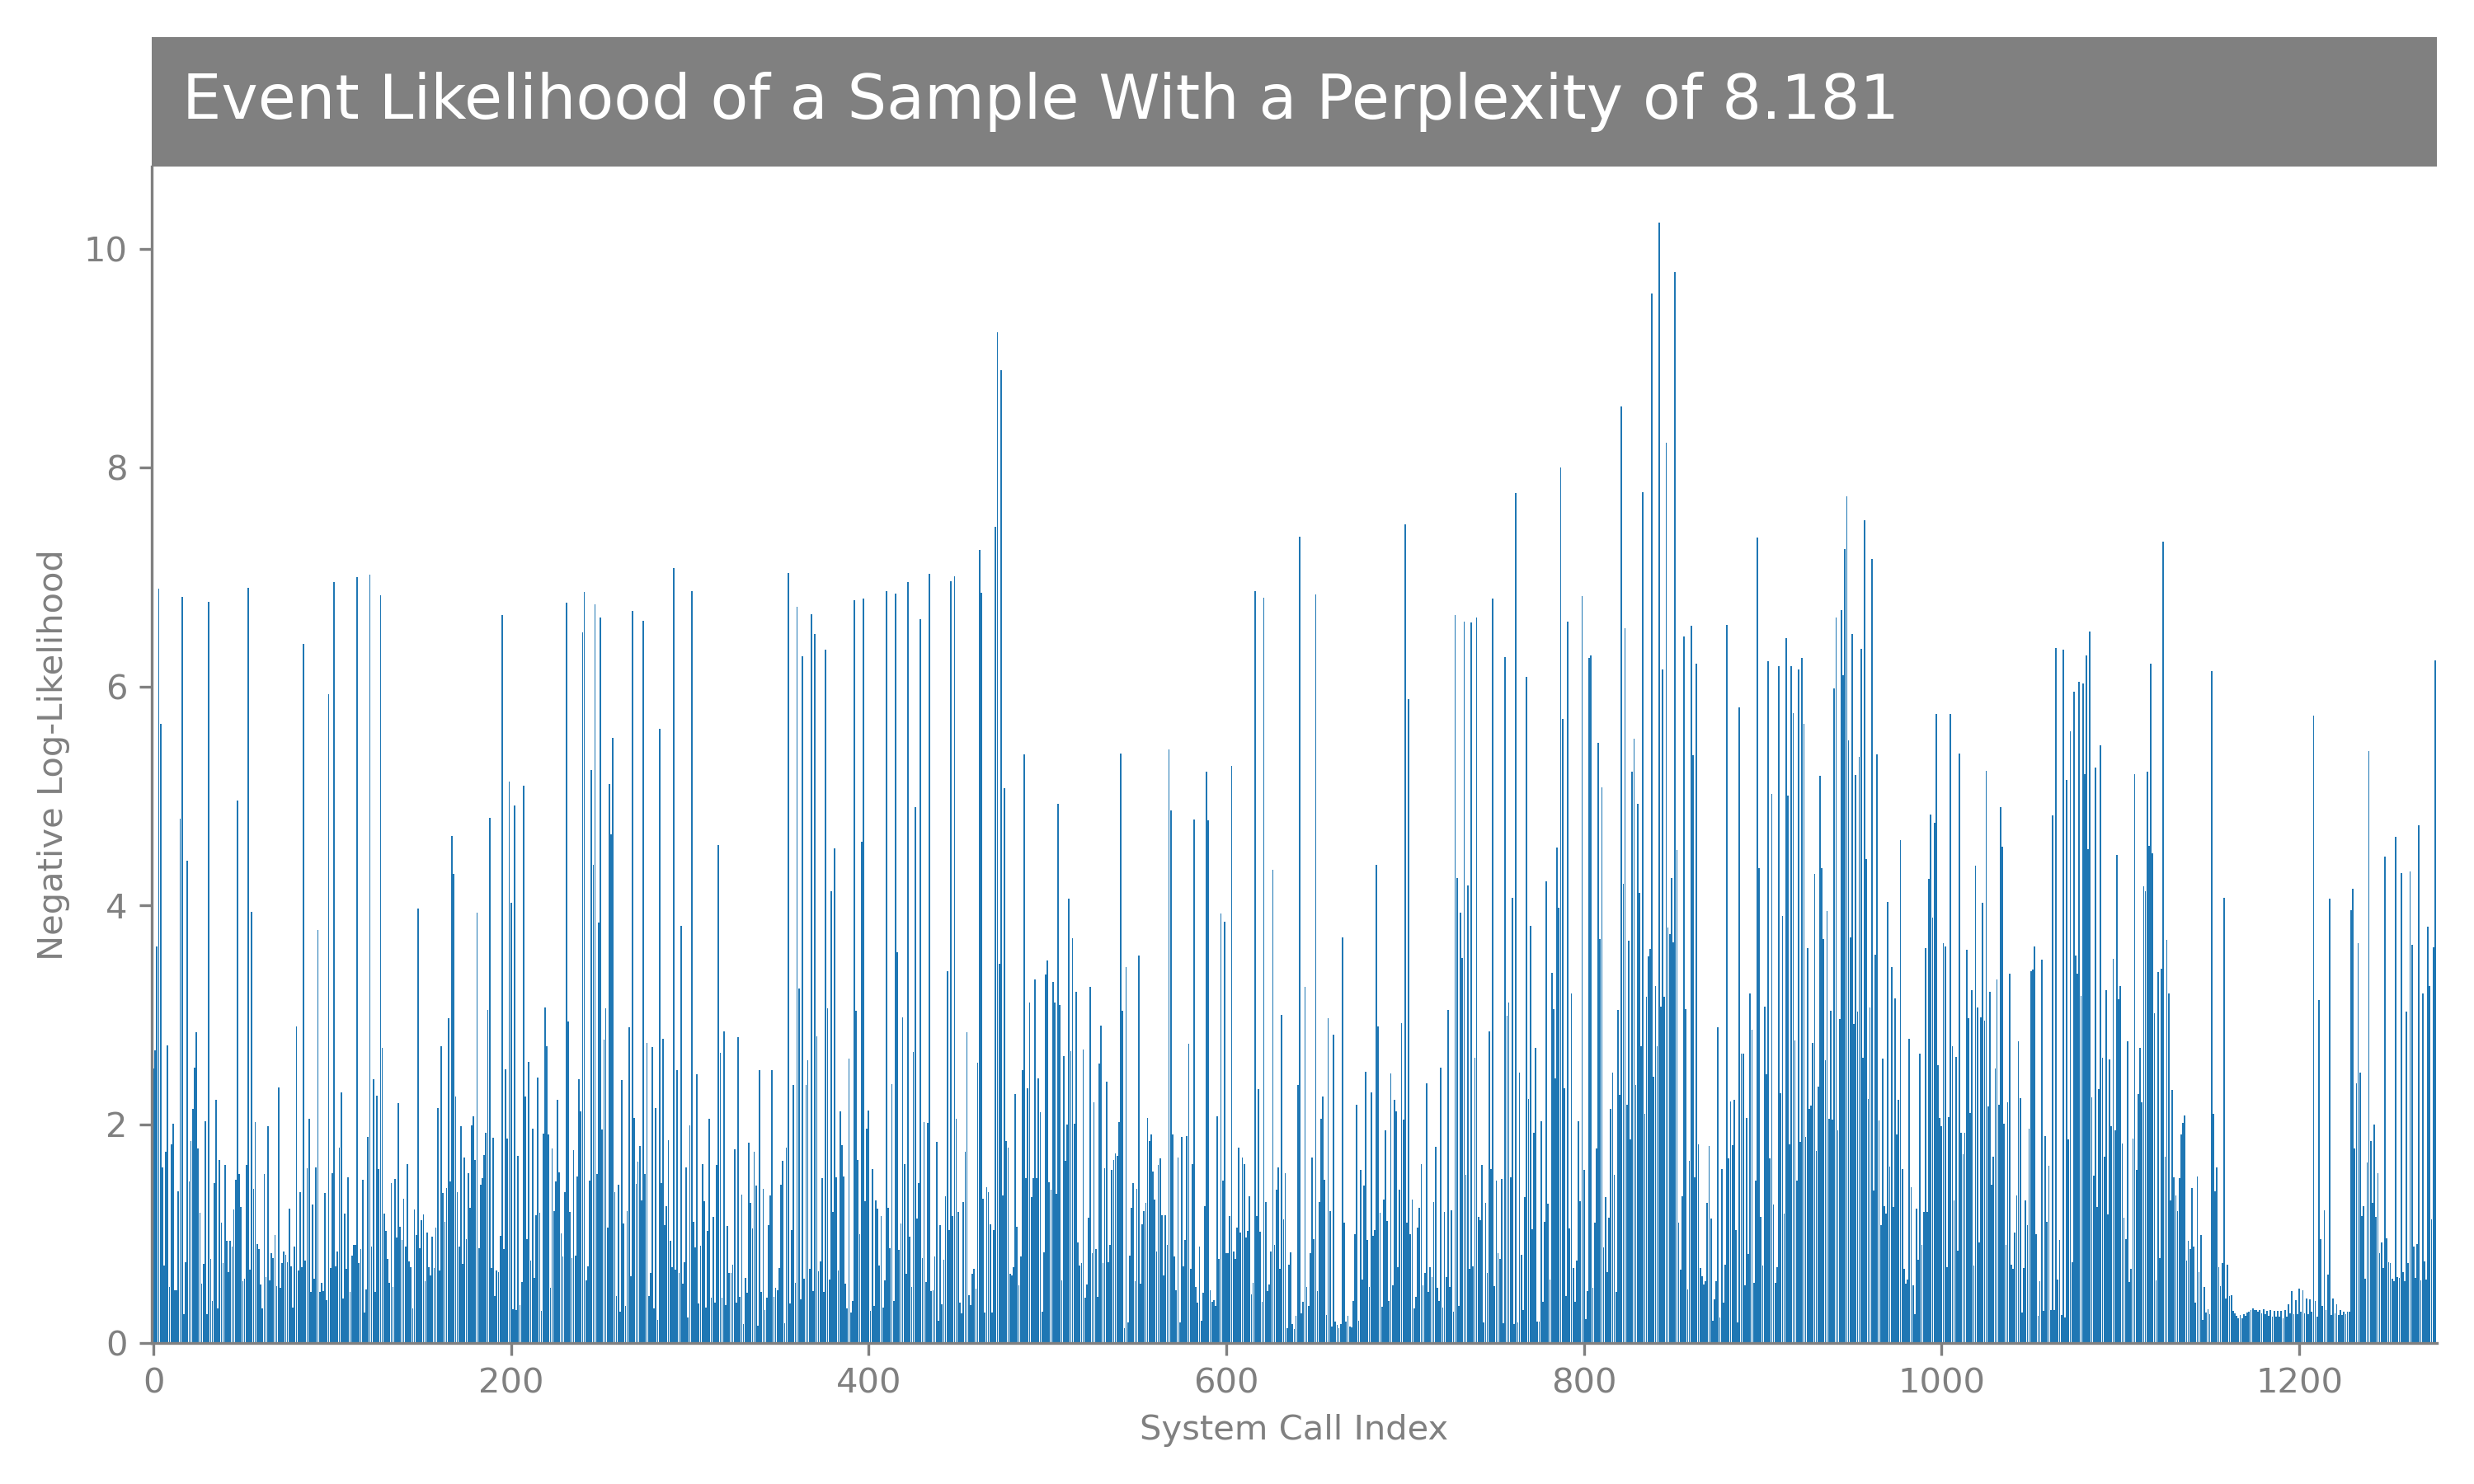 Event Likelihood of a Sample With a Perplexity of 8.181
Negative Log-Likelihood
10
8
6
4
2
0
0 200 400 600 800 1000 1200
System Call Index